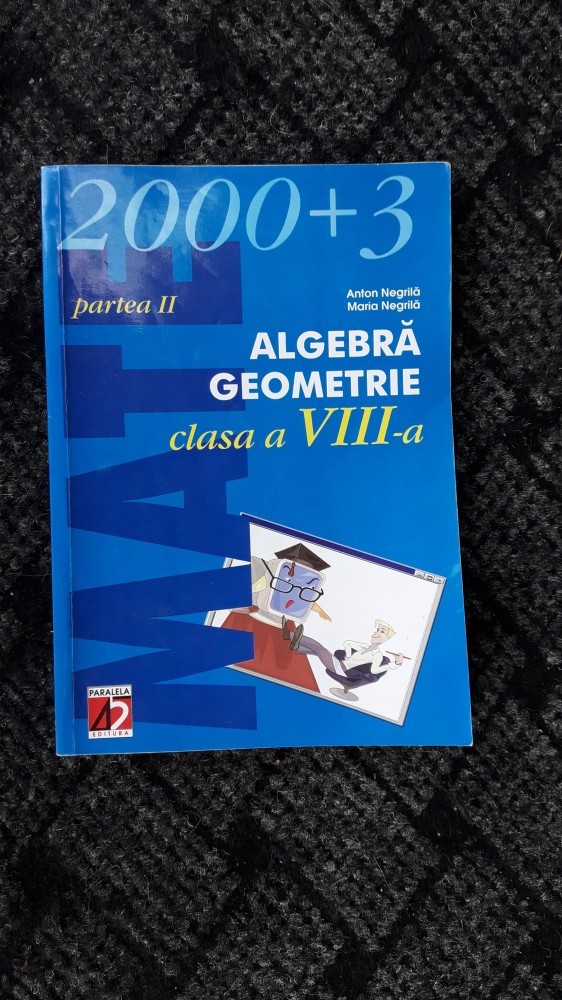 2000+3
partea II
Anton Negrilă
Maria Negrilă
ALGEBRĂ
GEOMETRIE
clasa a VIII-a
MATE
PARALELA
45
EDITURA